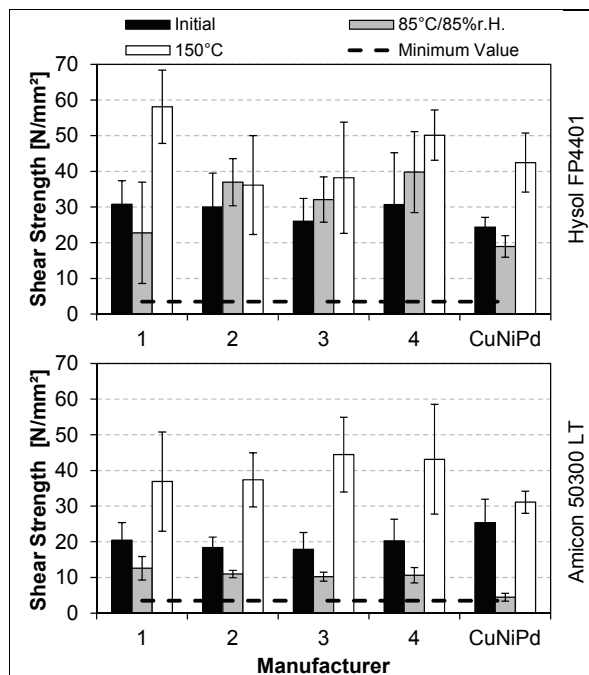 Initial 85°C/85%r.H.
150°C Minimum Value
70
60
50
40
30
20
10
0
Shear Strength [N/mm²]
Hysol FP4401
1 2 3 4 CuNiPd
70
60
50
40
30
20
10
0
Shear Strength [N/mm²]
Amicon 50300 LT
1 2 3 4 CuNiPd
Manufacturer